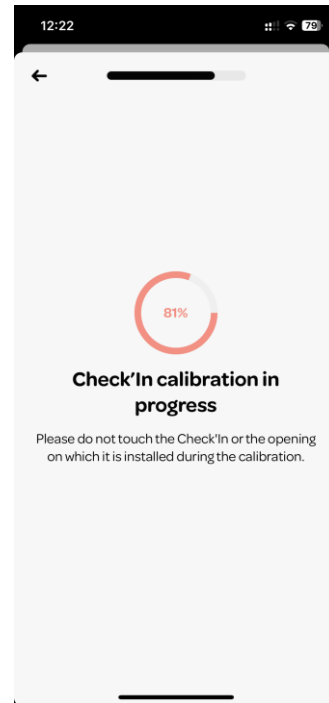 12:22
79
81%
Check’In calibration in
progress
Please do not touch the Check'In or the opening
on which it is installed during the calibration.